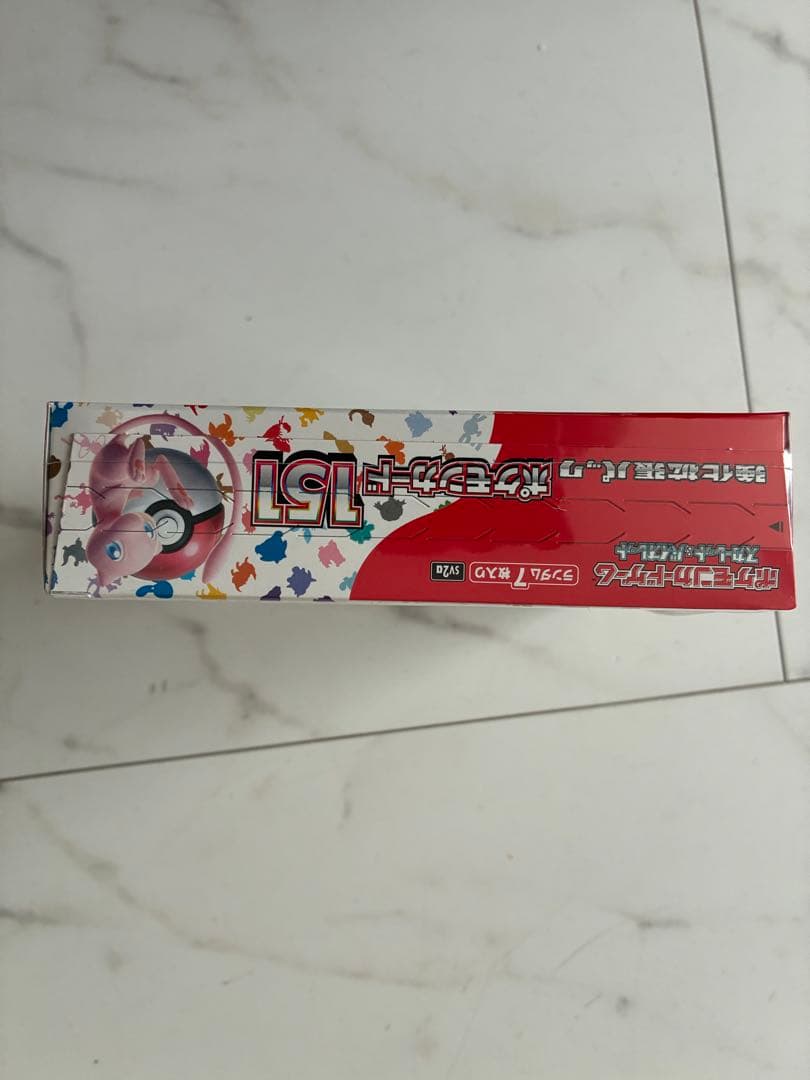 ポケモンカードゲーム
スカーレット&バイオレット
強化拡張パック
ポケモンカード151
ランダム7枚入り
sv2a